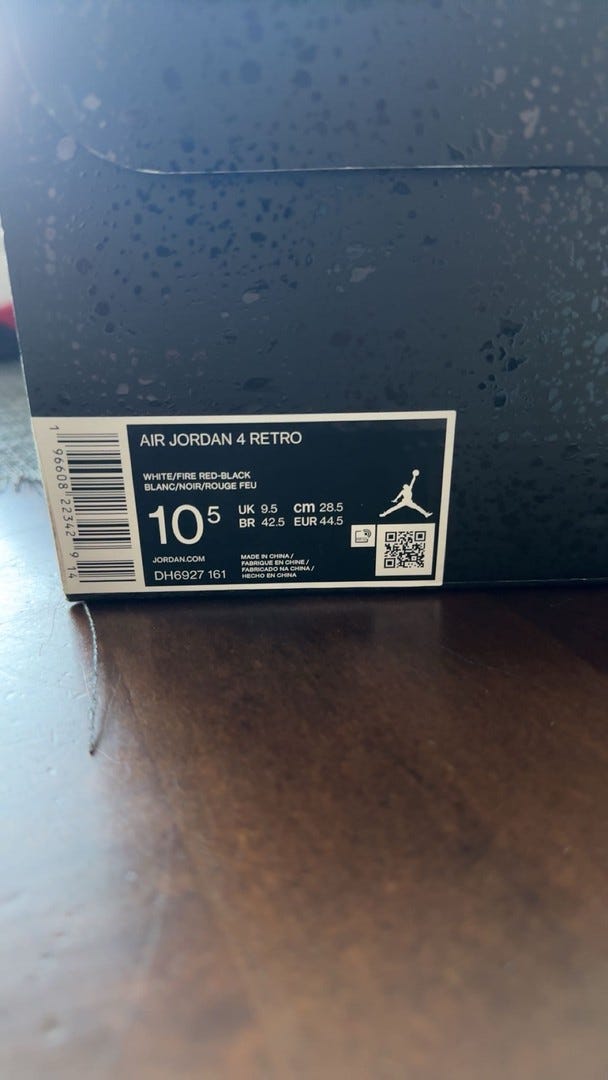 AIR JORDAN 4 RETRO
WHITE/FIRE RED-BLACK
BLANC/NOIR/ROUGE FEU
10 5 UK 9.5 cm 28.5
BR 42.5 EUR 44.5
JORDAN.COM
DH6927 161
MADE IN CHINA /
FABRIQUE EN CHINE /
FABRICADO NA CHINA /
HECHO EN CHINA
1 96608 22342 9 14